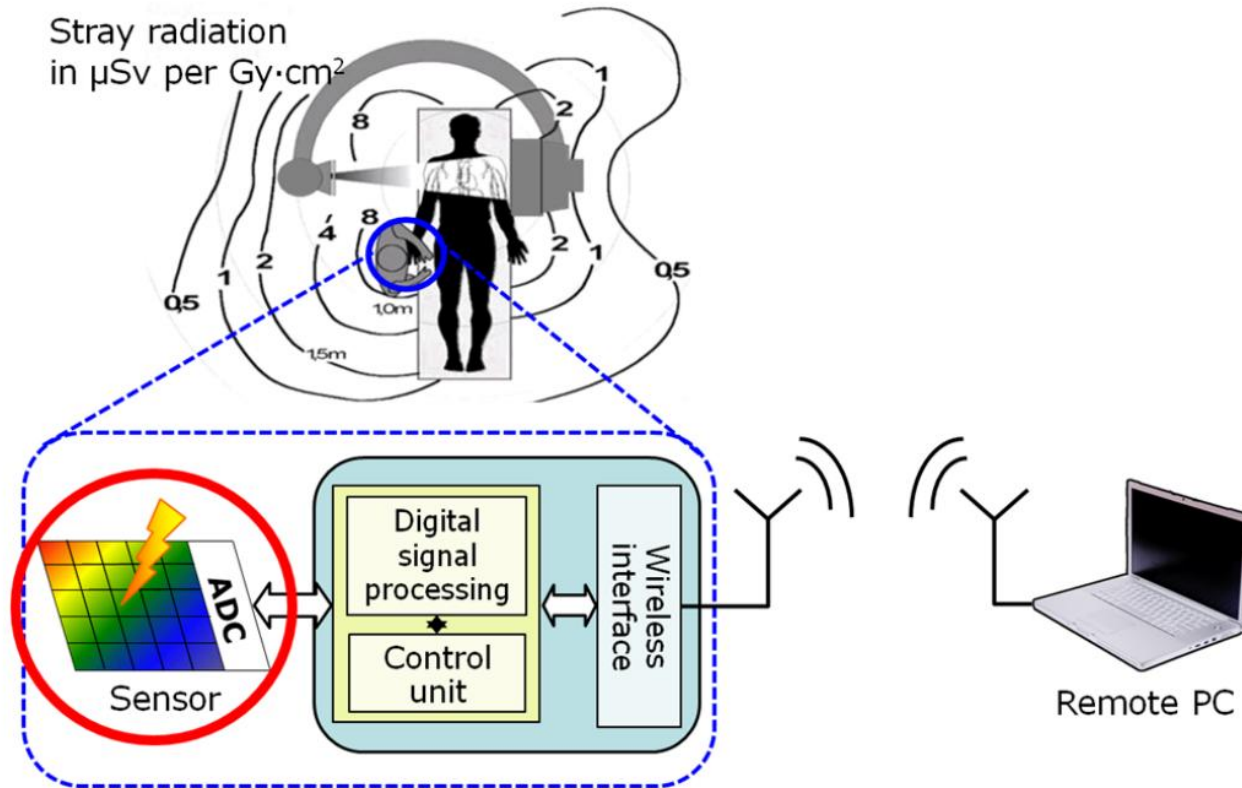 Stray radiation
in μSv per Gy·cm²
1
8
2
8
4
2
2
1
1
0,5
0,5
1,0m
1,5m
Digital
signal
processing
Control
unit
Wireless
interface
ADC
Sensor
Remote PC